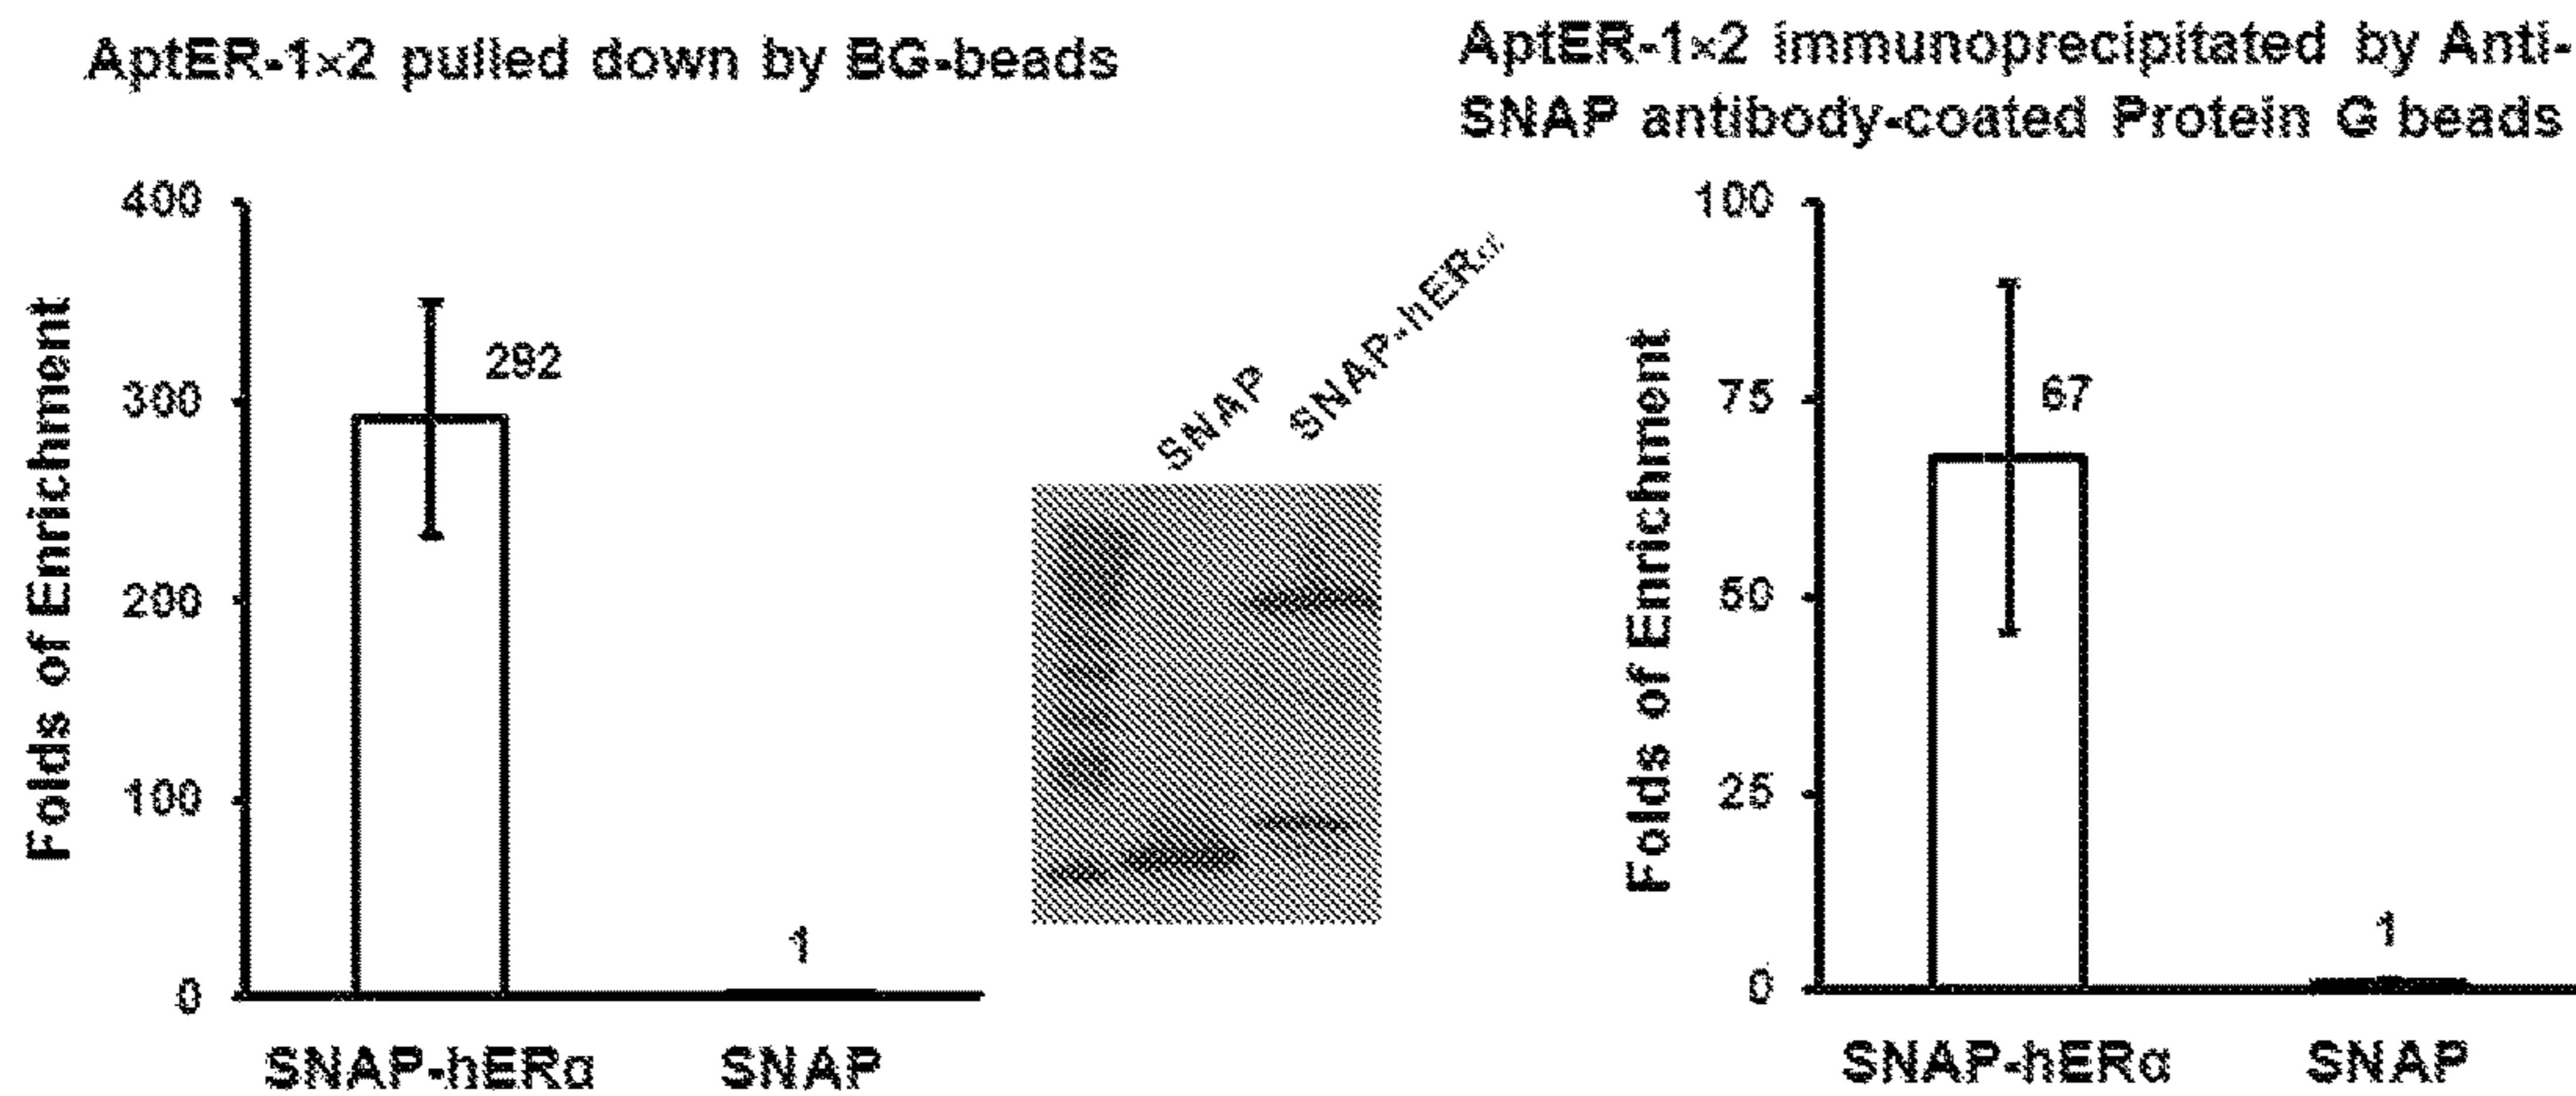 AptER-1×2 pulled down by BG-beads
400
300
200
100
0
Folds of Enrichment
292
1
SNAP-hERα
SNAP
SNAP
SNAP-hERα
AptER-1×2 immunoprecipitated by Anti-
SNAP antibody-coated Protein G beads
100
75
50
25
0
Folds of Enrichment
67
1
SNAP-hERα
SNAP